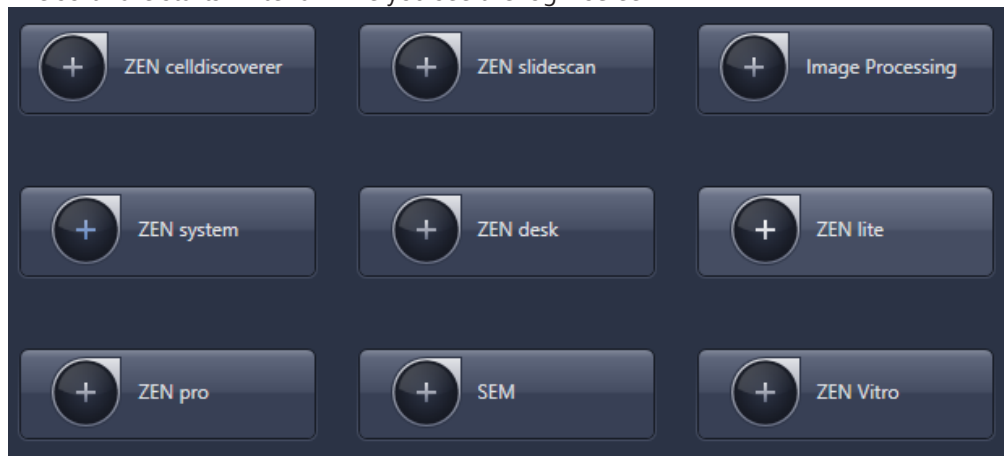 ZEN celldiscoverer
ZEN slidescan
Image Processing
ZEN system
ZEN desk
ZEN lite
ZEN pro
SEM
ZEN Vitro